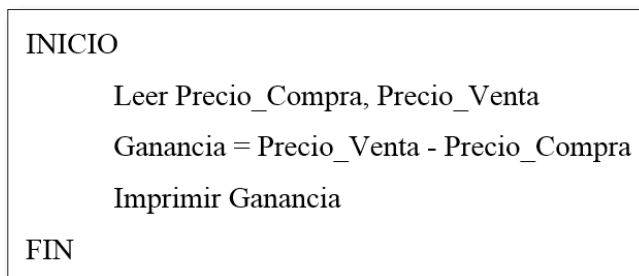 INICIO
Leer Precio_Compra, Precio_Venta
Ganancia = Precio_Venta - Precio_Compra
Imprimir Ganancia
FIN